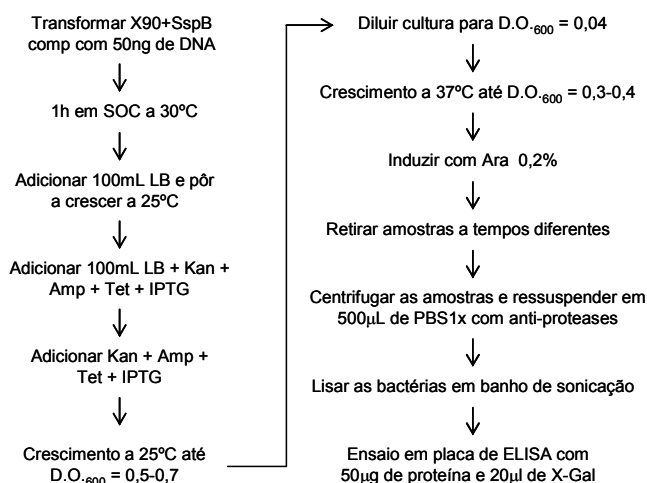 Transformar X90+SspB
comp com 50ng de DNA
1h em SOC a 30ºC
Adicionar 100mL LB e pôr
a crescer a 25ºC
Adicionar 100mL LB + Kan +
Amp + Tet + IPTG
Adicionar Kan + Amp +
Tet + IPTG
Crescimento a 25ºC até
D.O.600 = 0,5-0,7
Diluir cultura para D.O.600 = 0,04
Crescimento a 37ºC até D.O.600 = 0,3-0,4
Induzir com Ara 0,2%
Retirar amostras a tempos diferentes
Centrifugar as amostras e ressuspender em
500µL de PBS1x com anti-proteases
Lisar as bactérias em banho de sonicação
Ensaio em placa de ELISA com
50µg de proteína e 20µl de X-Gal